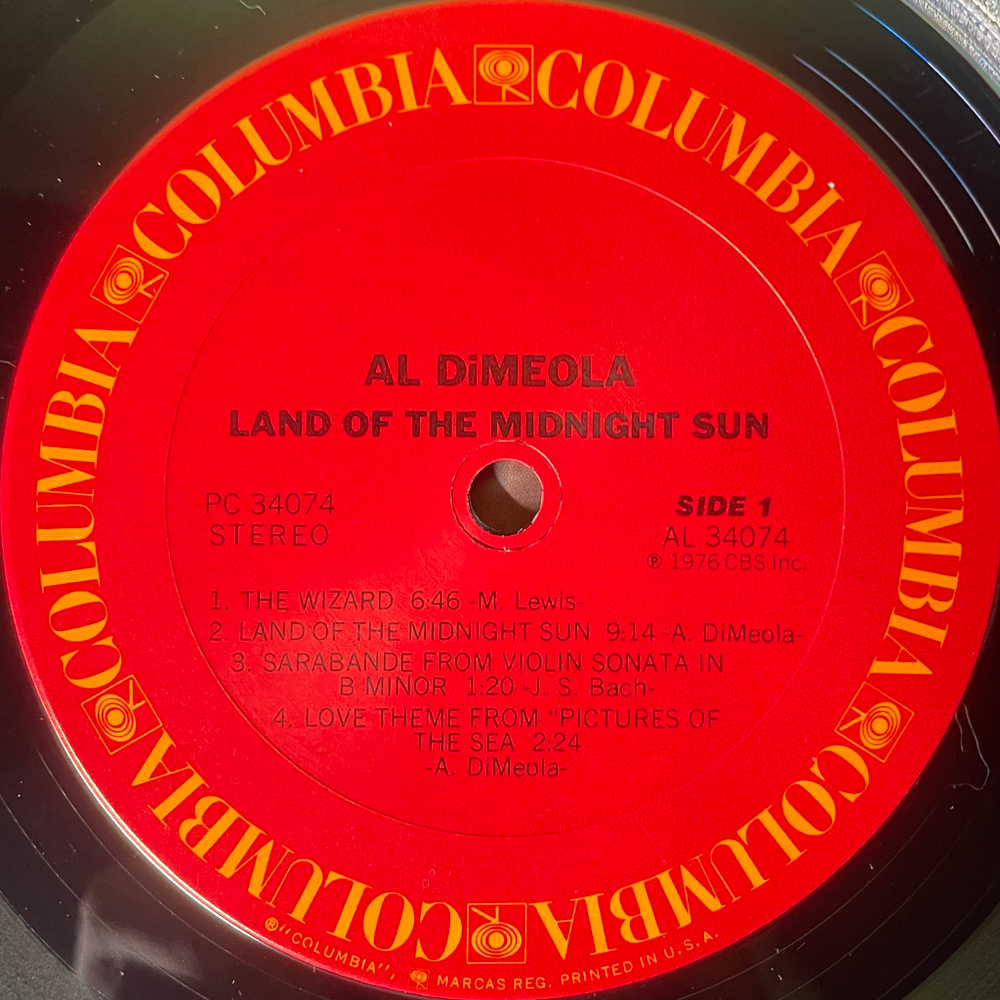 COLUMBIA COLUMBIA COLUMBIA COLUMBIA COLUMBIA COLUMBIA COLUMBIA COLUMBIA
AL DiMEOLA
LAND OF THE MIDNIGHT SUN
PC 34074
STEREO
SIDE 1
AL 34074
℗ 1976 CBS Inc.
1. THE WIZARD 6:46 -M. Lewis-
2. LAND OF THE MIDNIGHT SUN 9:14 -A. DiMeola-
3. SARABANDE FROM VIOLIN SONATA IN
B MINOR 1:20 -J. S. Bach-
4. LOVE THEME FROM "PICTURES OF
THE SEA 2:24
-A. DiMeola-
®"COLUMBIA", MARCAS REG. PRINTED IN U.S.A.